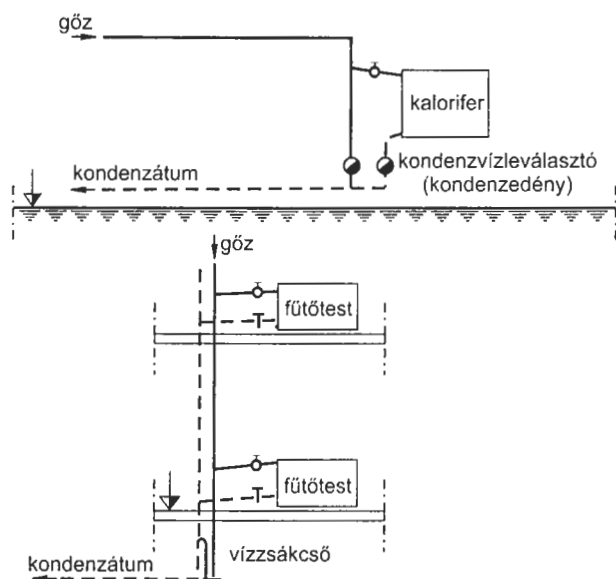 gőz
kalorifer
kondenzátum
kondenzvízleválasztó
(kondenzedény)
gőz
fűtőtest
fűtőtest
vízzsákcső
kondenzátum